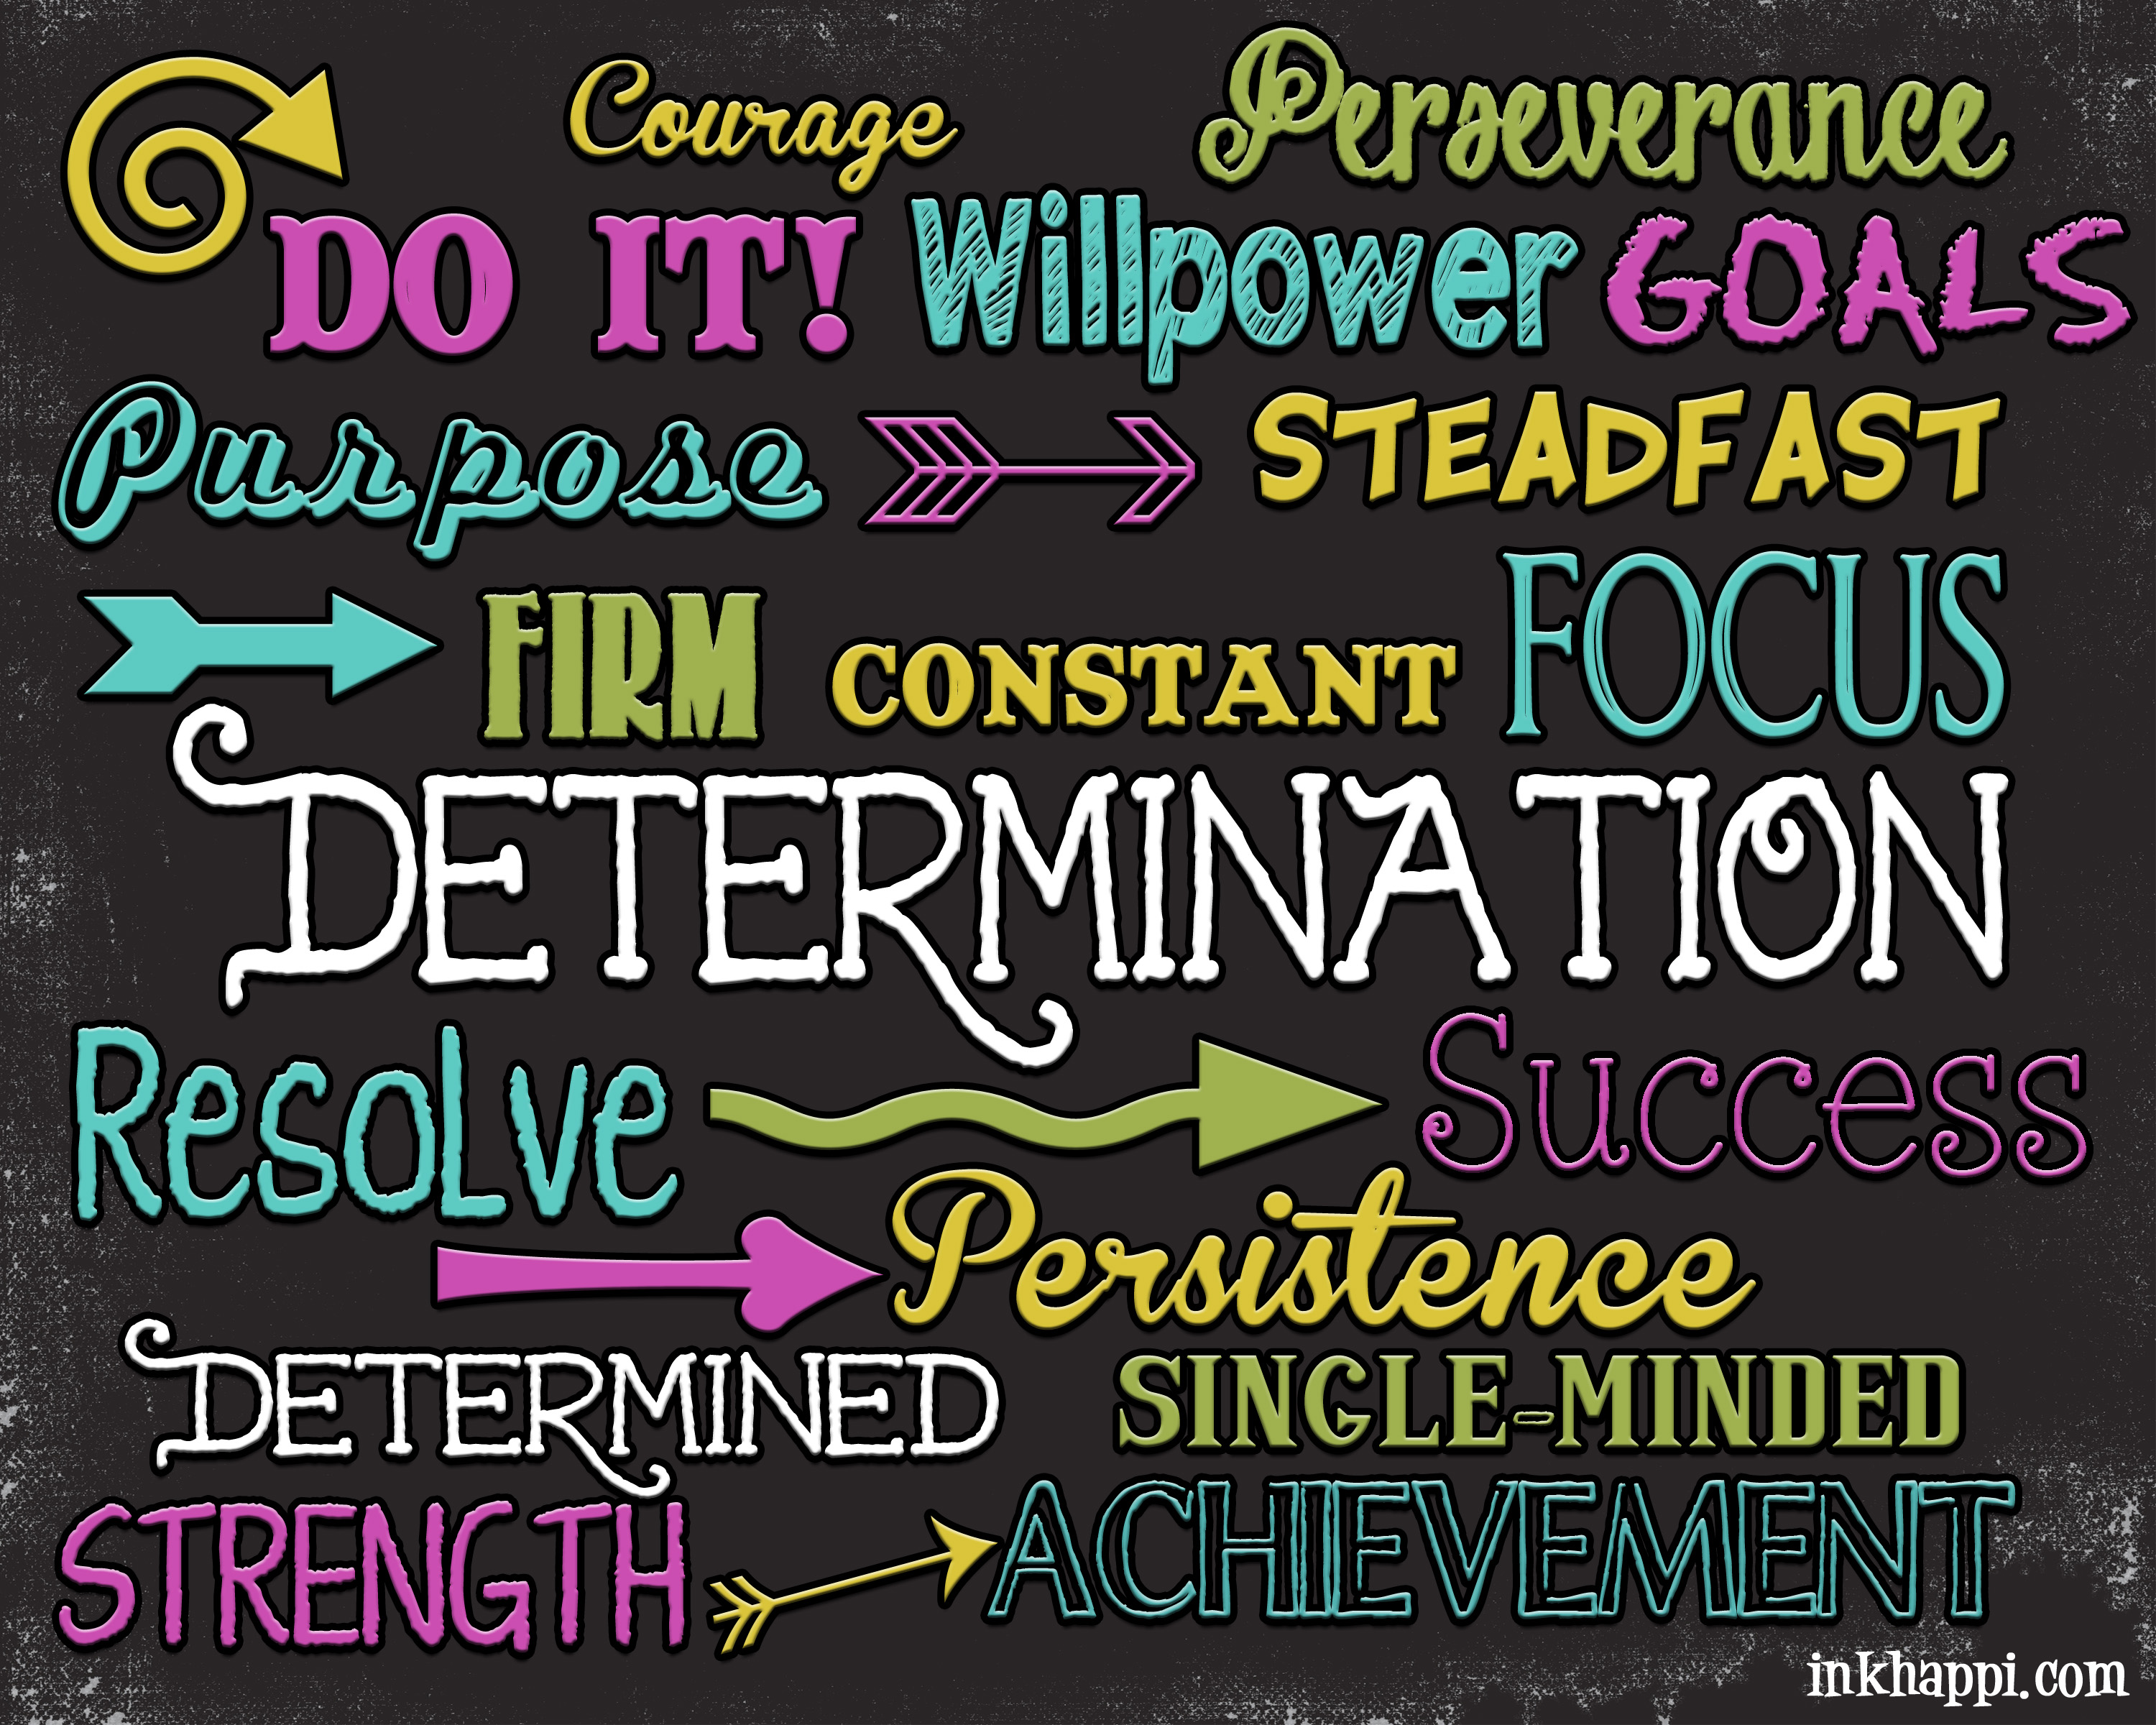 Courage Perseverance
DO IT! Willpower GOALS
Purpose STEADFAST
FIRM CONSTANT FOCUS
DETERMINATION
Resolve Success
Persistence
DETERMINED SINGLE-MINDED
STRENGTH ACHIEVEMENT
inkhappi.com